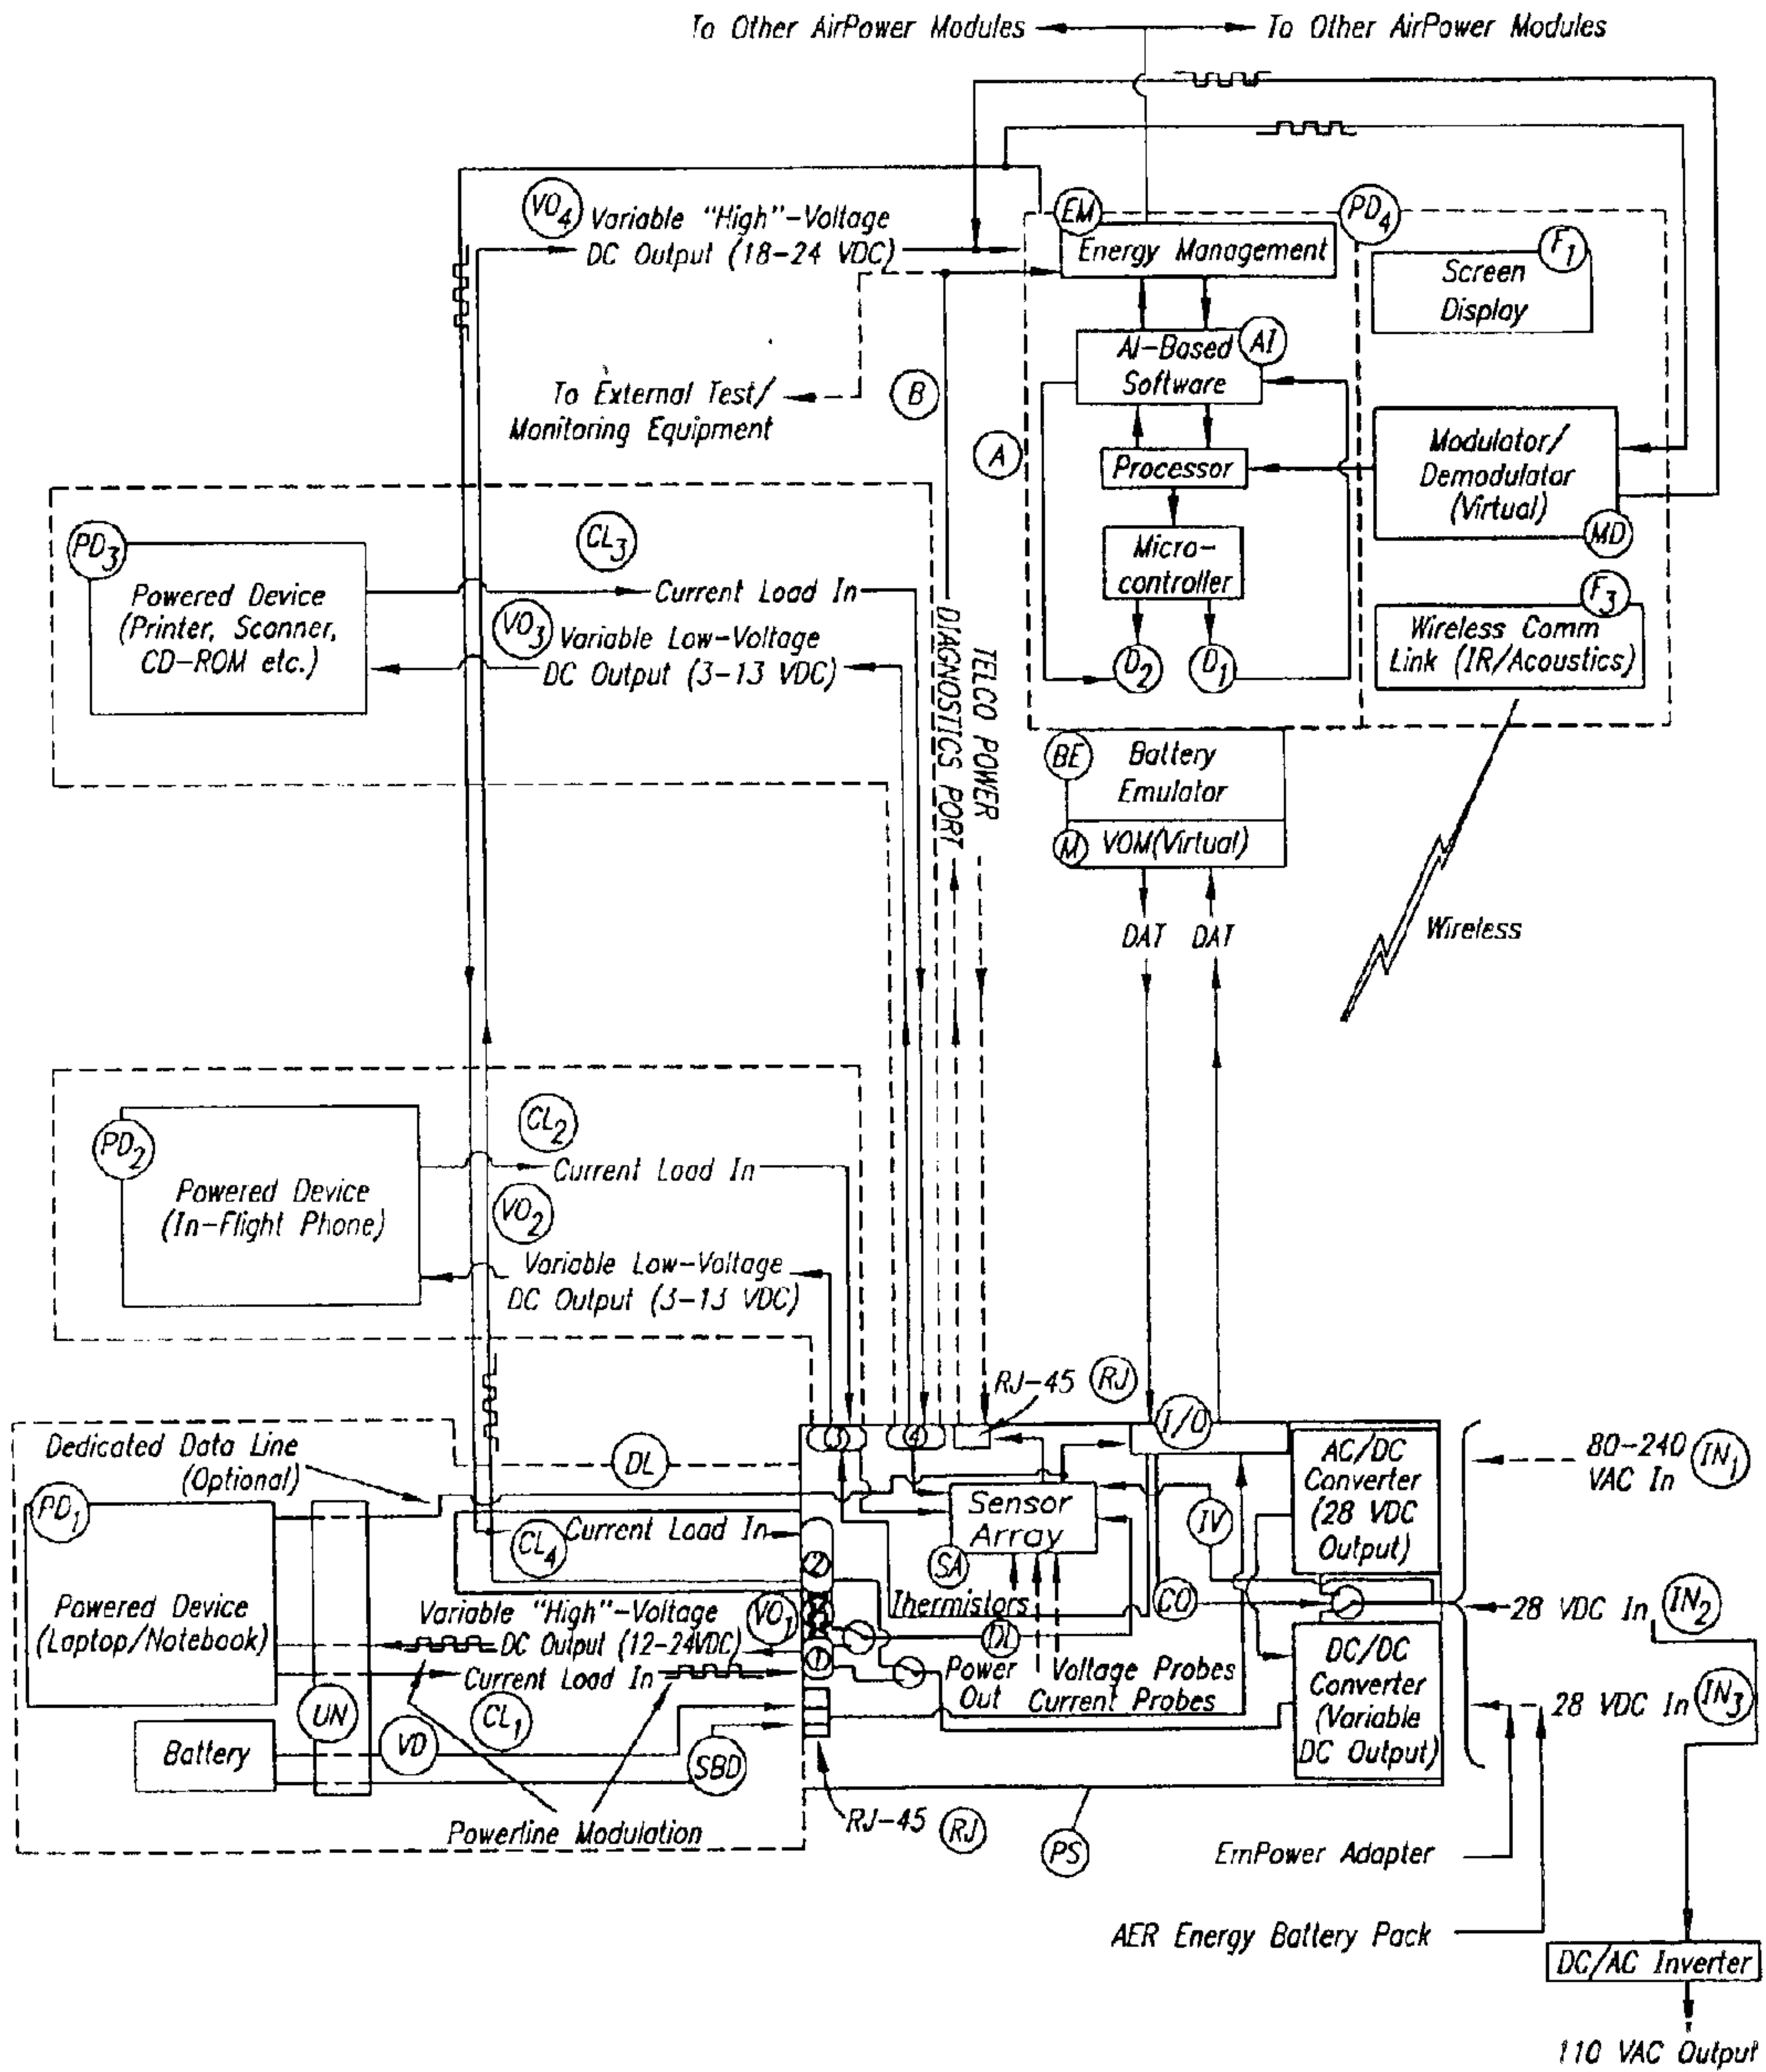 To Other AirPower Modules
To Other AirPower Modules
VO4
Variable "High"-Voltage
DC Output (18-24 VDC)
EM
Energy Management
PD4
F1
Screen
Display
AI-Based
Software
AI
To External Test/
Monitoring Equipment
B
A
Processor
Modulator/
Demodulator
(Virtual)
MD
Micro-
controller
D2
D1
F3
Wireless Comm
Link (IR/Acoustics)
PD3
Powered Device
(Printer, Scanner,
CD-ROM etc.)
CL3
Current Load In
VO3
Variable Low-Voltage
DC Output (3-13 VDC)
DIAGNOSTICS PORT
TELCO POWER
BE
Battery
Emulator
M
VOM(Virtual)
DAT
DAT
Wireless
PD2
Powered Device
(In-Flight Phone)
CL2
Current Load In
VO2
Variable Low-Voltage
DC Output (3-13 VDC)
RJ-45
RJ
I/O
Dedicated Data Line
(Optional)
DL
3
4
AC/DC
Converter
(28 VDC
Output)
80-240
VAC In
IN1
PD1
Powered Device
(Laptop/Notebook)
CL4
Current Load In
2
Sensor
Array
SA
IV
CO
Thermistors
28 VDC In
IN2
Variable "High"-Voltage
DC Output (12-24VDC)
VO1
Current Load In
1
DL
Power
Out
Voltage Probes
Current Probes
DC/DC
Converter
(Variable
DC Output)
28 VDC In
IN3
UN
CL1
VD
Battery
SBD
Powerline Modulation
RJ-45
RJ
PS
EmPower Adapter
AER Energy Battery Pack
DC/AC Inverter
110 VAC Output